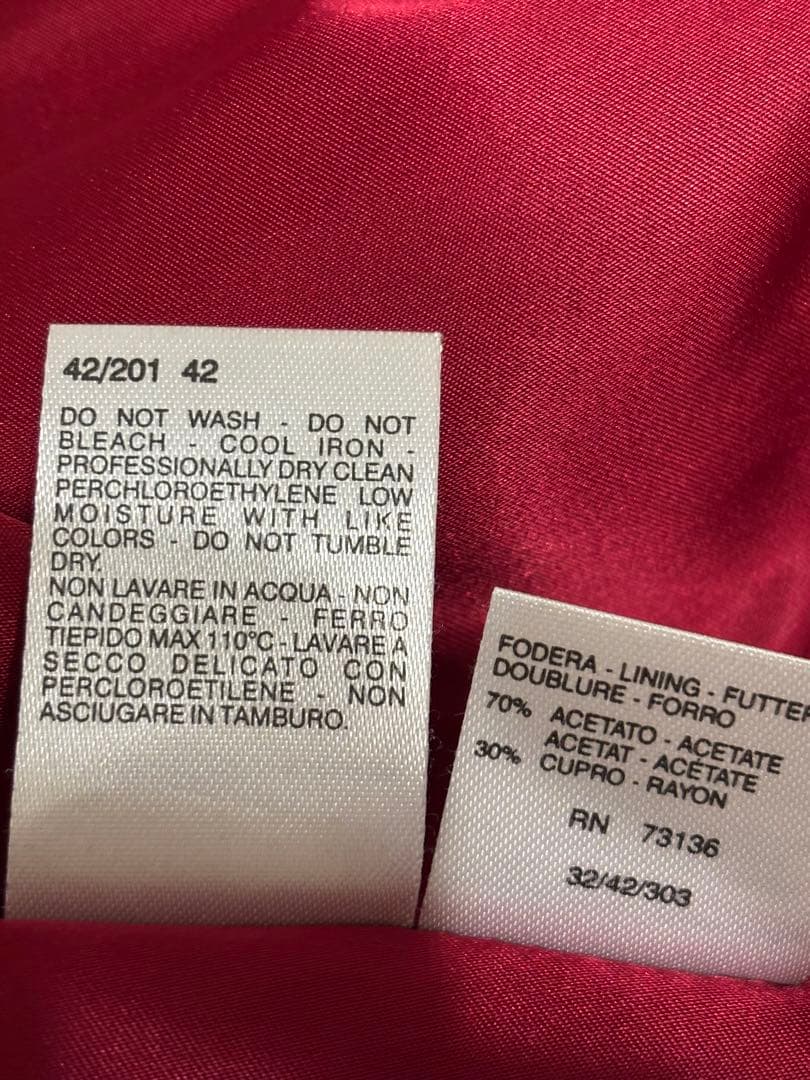 42/201 42
DO NOT WASH - DO NOT
BLEACH - COOL IRON -
PROFESSIONALLY DRY CLEAN
PERCHLOROETHYLENE LOW
MOISTURE WITH LIKE
COLORS - DO NOT TUMBLE
DRY.
NON LAVARE IN ACQUA - NON
CANDEGGIARE - FERRO
TIEPIDO MAX 110°C - LAVARE A
SECCO DELICATO CON
PERCLOROETILENE - NON
ASCIUGARE IN TAMBURO.
FODERA - LINING - FUTTER
DOUBLURE - FORRO
70% ACETATO - ACETATE
ACETAT - ACÉTATE
30% CUPRO - RAYON
RN 73136
32/42/303